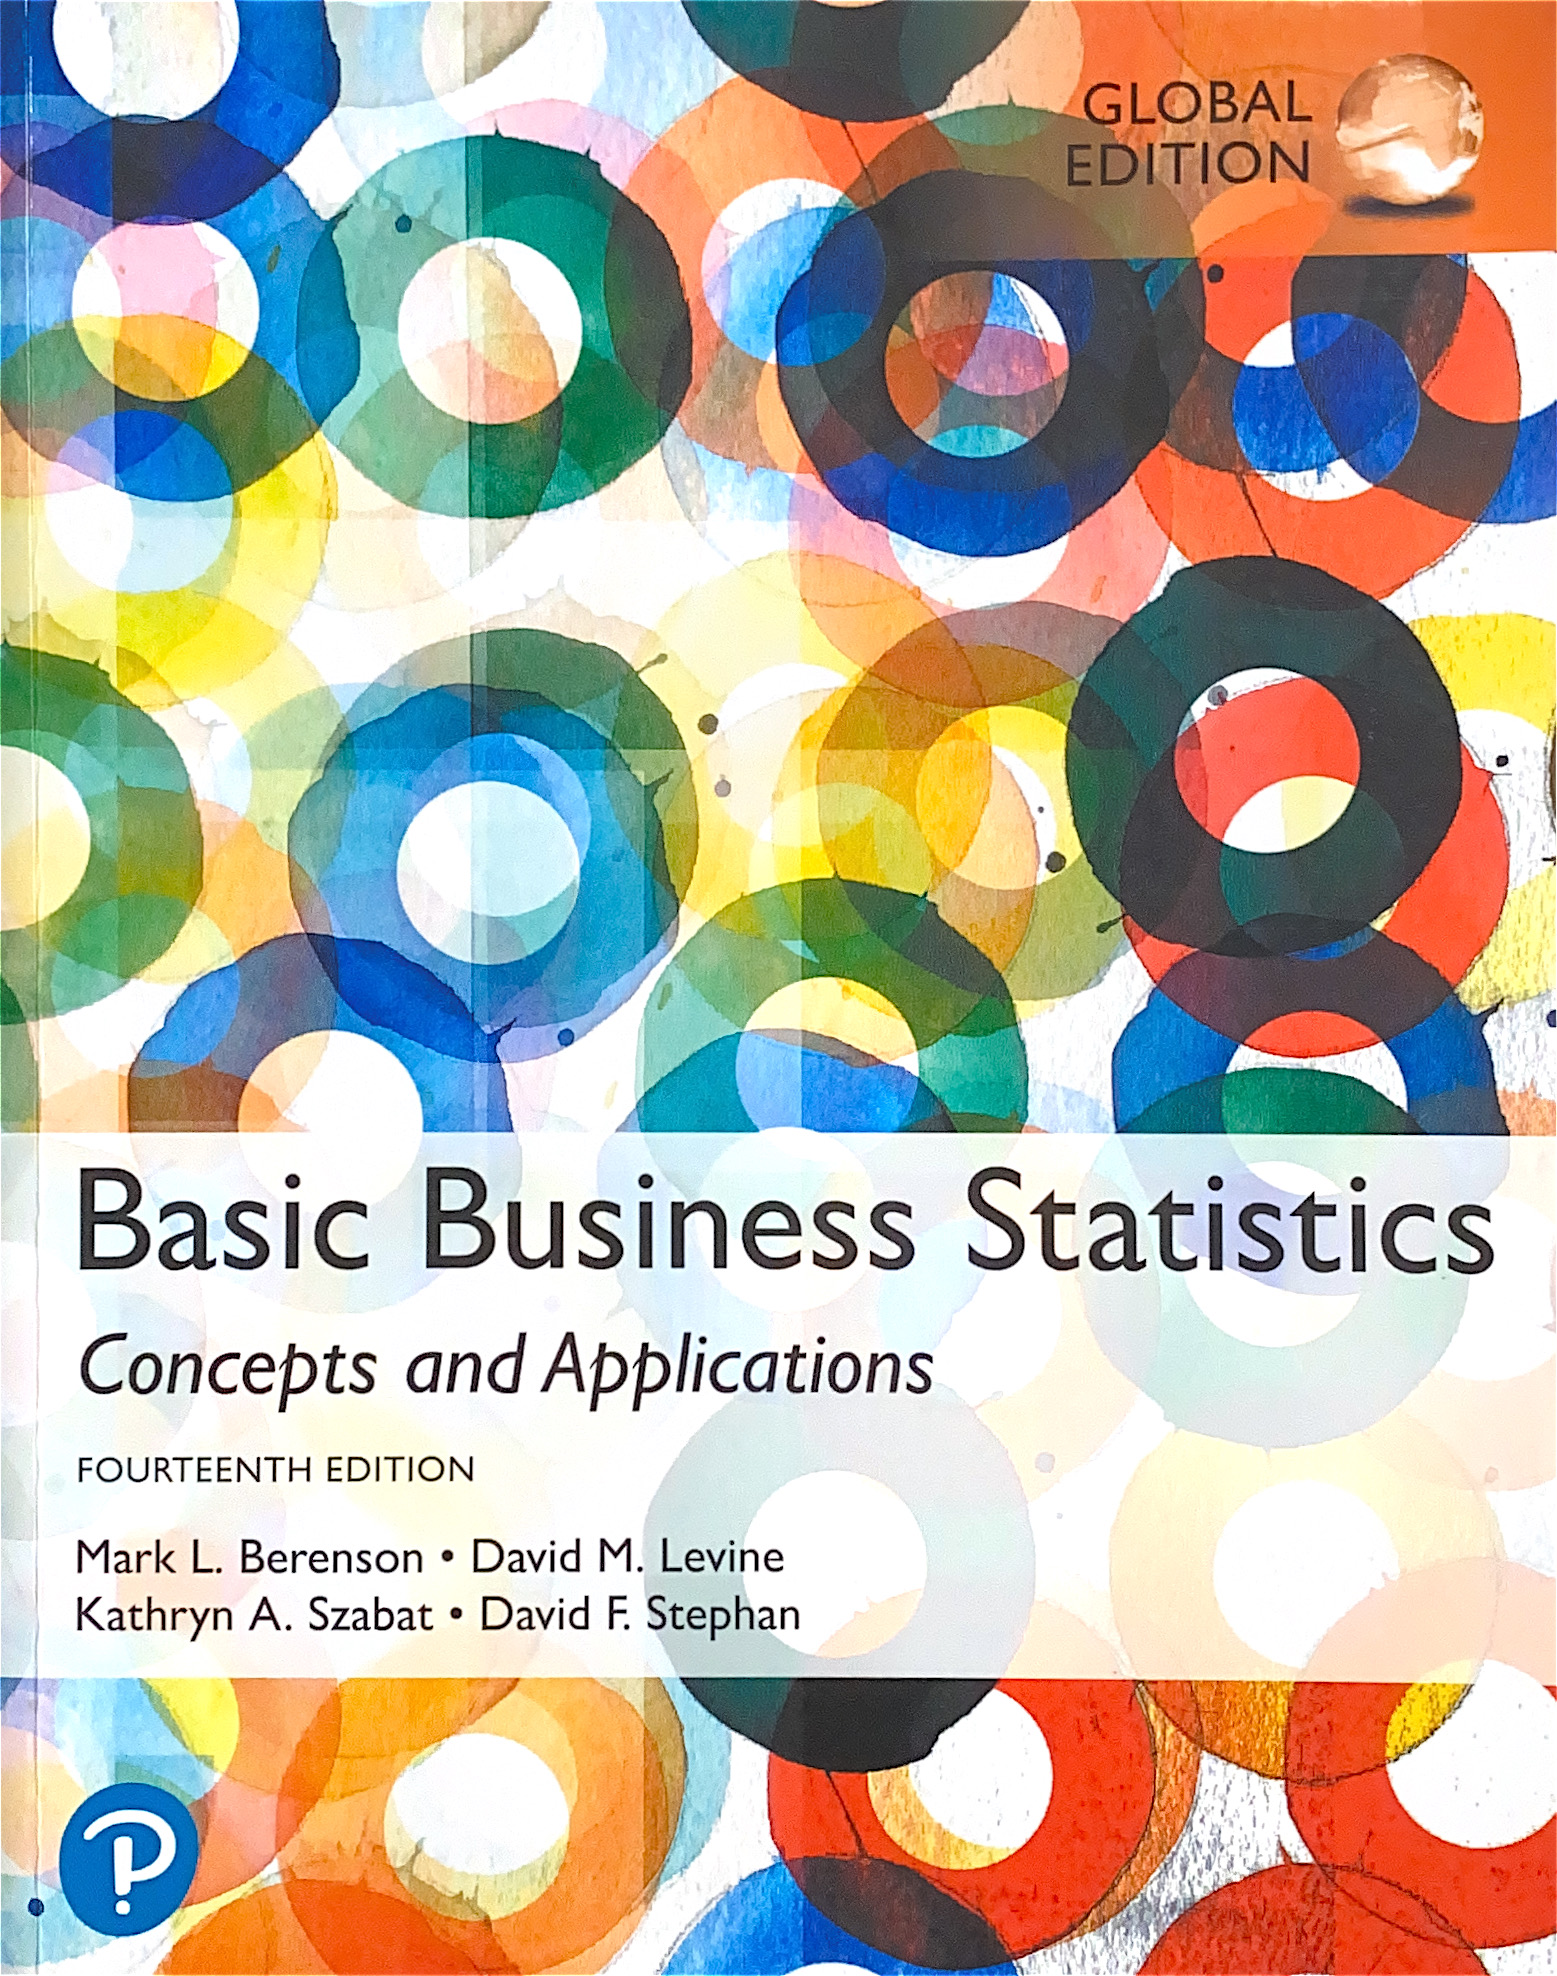 GLOBAL
EDITION
Basic Business Statistics
Concepts and Applications
FOURTEENTH EDITION
Mark L. Berenson • David M. Levine
Kathryn A. Szabat • David F. Stephan
P